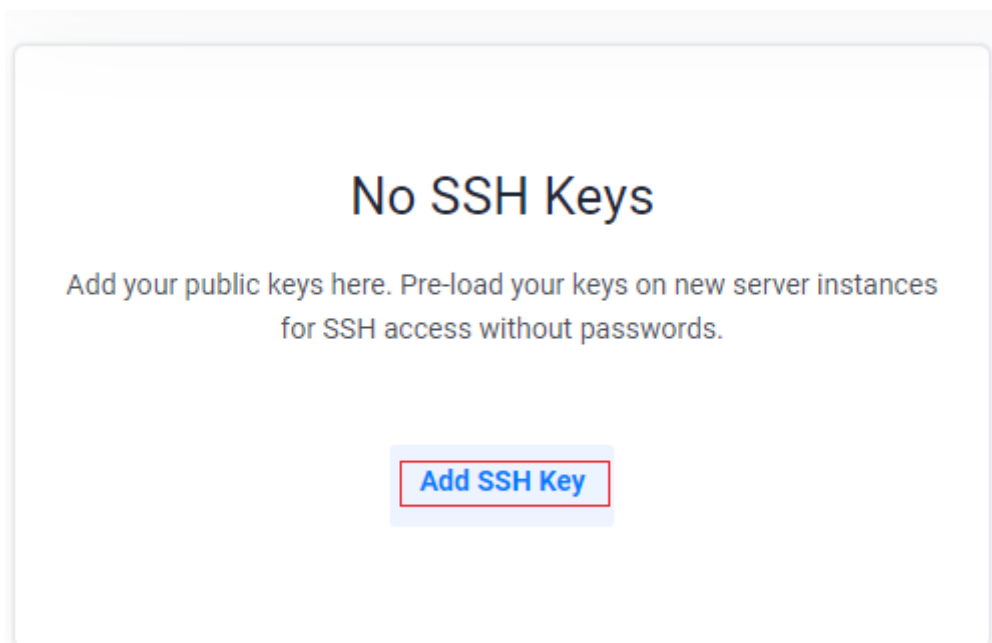 No SSH Keys
Add your public keys here. Pre-load your keys on new server instances
for SSH access without passwords.
Add SSH Key